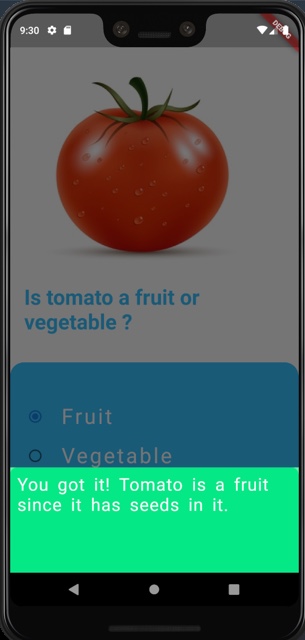 9:30
DEBUG
Is tomato a fruit or
vegetable ?
Fruit
Vegetable
You got it! Tomato is a fruit
since it has seeds in it.